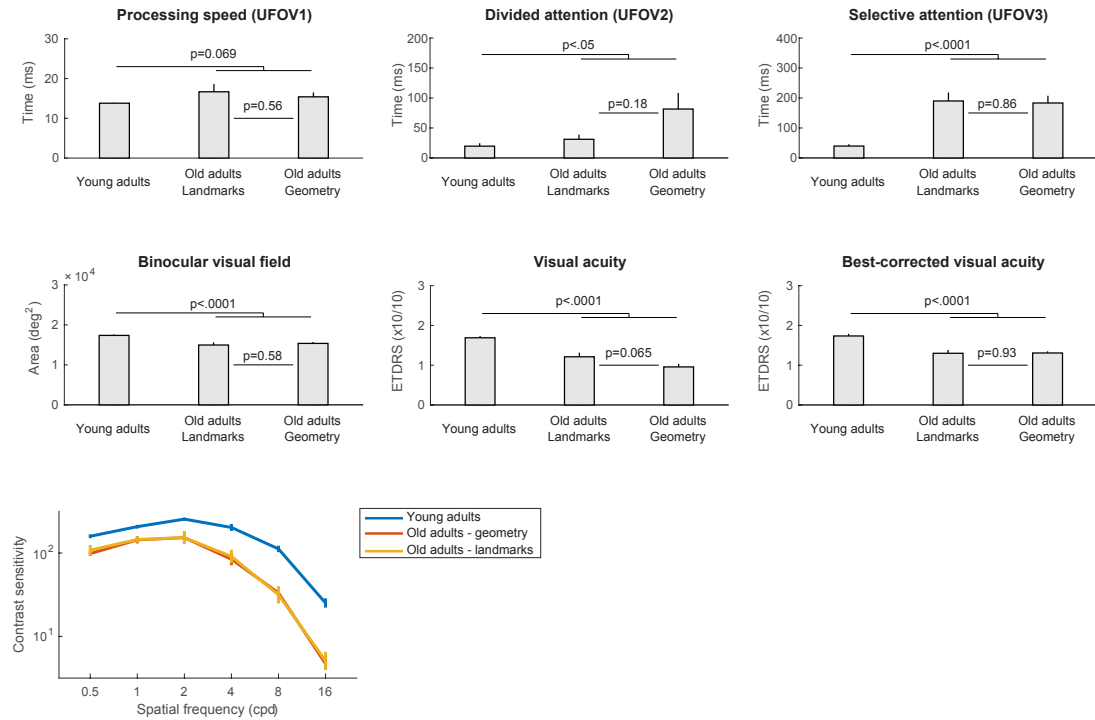 Processing speed (UFOV1)
30
20
10
0
Time (ms)
p=0.069
p=0.56
Young adults
Old adults
Landmarks
Old adults
Geometry
Divided attention (UFOV2)
200
150
100
50
0
Time (ms)
p<.05
p=0.18
Young adults
Old adults
Landmarks
Old adults
Geometry
Selective attention (UFOV3)
400
300
200
100
0
Time (ms)
p<.0001
p=0.86
Young adults
Old adults
Landmarks
Old adults
Geometry
Binocular visual field
× 10⁴
3
2
1
0
Area (deg²)
p<.0001
p=0.58
Young adults
Old adults
Landmarks
Old adults
Geometry
Visual acuity
3
2
1
0
ETDRS (x10/10)
p<.0001
p=0.065
Young adults
Old adults
Landmarks
Old adults
Geometry
Best-corrected visual acuity
3
2
1
0
ETDRS (x10/10)
p<.0001
p=0.93
Young adults
Old adults
Landmarks
Old adults
Geometry
10²
10¹
Contrast sensitivity
0.5 1 2 4 8 16
Spatial frequency (cpd)
Young adults
Old adults - geometry
Old adults - landmarks